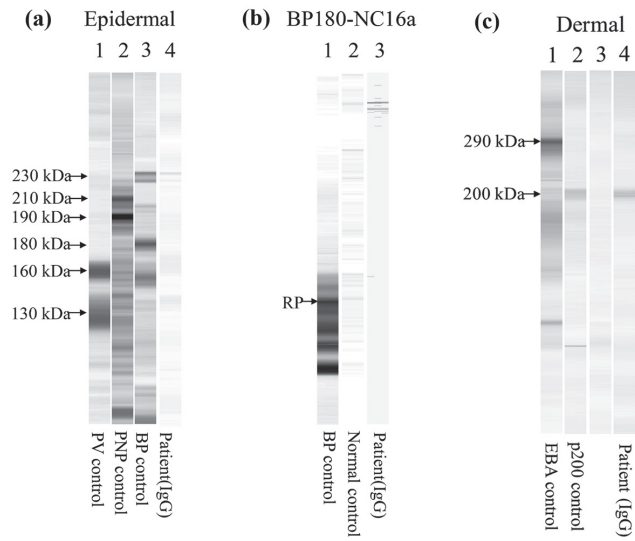 (a) Epidermal
1 2 3 4
230 kDa
210 kDa
190 kDa
180 kDa
160 kDa
130 kDa
PV control
PNP control
BP control
Patient(IgG)
(b) BP180-NC16a
1 2 3
RP
BP control
Normal control
Patient(IgG)
(c) Dermal
1 2 3 4
290 kDa
200 kDa
EBA control
p200 control
Patient (IgG)